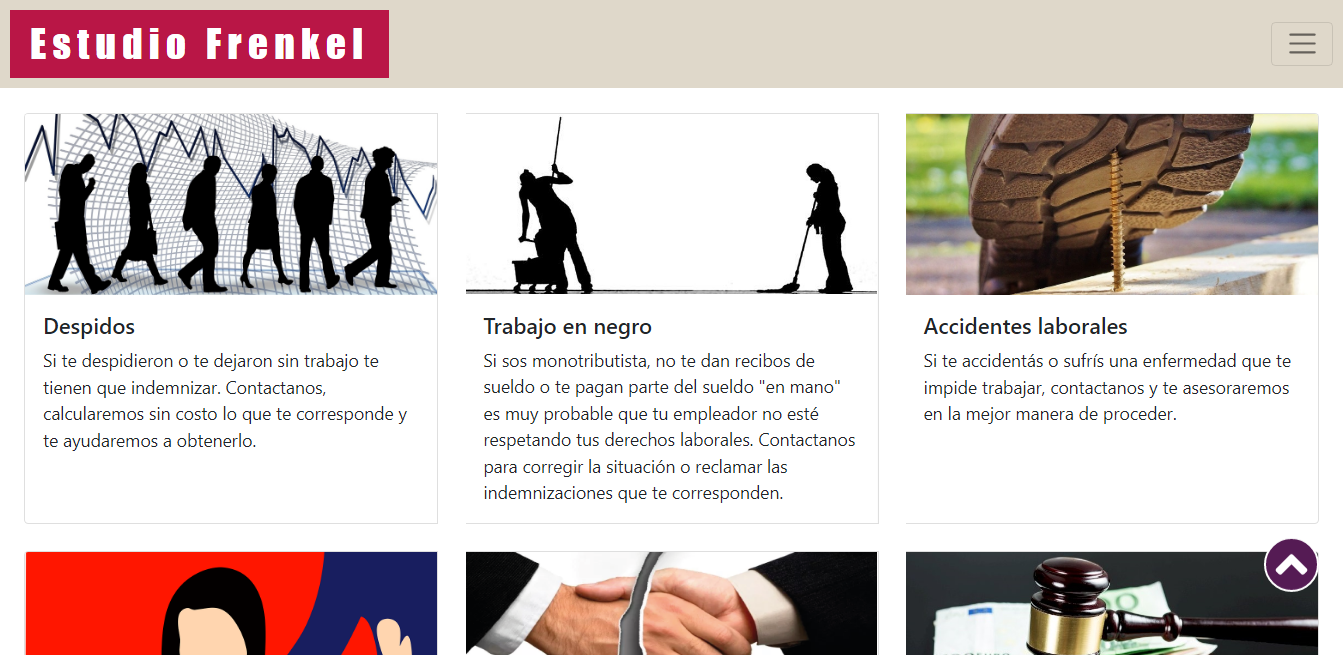 Estudio Frenkel
Despidos
Si te despidieron o te dejaron sin trabajo te
tienen que indemnizar. Contactanos,
calcularemos sin costo lo que te corresponde y
te ayudaremos a obtenerlo.
Trabajo en negro
Si sos monotributista, no te dan recibos de
sueldo o te pagan parte del sueldo "en mano"
es muy probable que tu empleador no esté
respetando tus derechos laborales. Contactanos
para corregir la situación o reclamar las
indemnizaciones que te corresponden.
Accidentes laborales
Si te accidentás o sufrís una enfermedad que te
impide trabajar, contactanos y te asesoraremos
en la mejor manera de proceder.